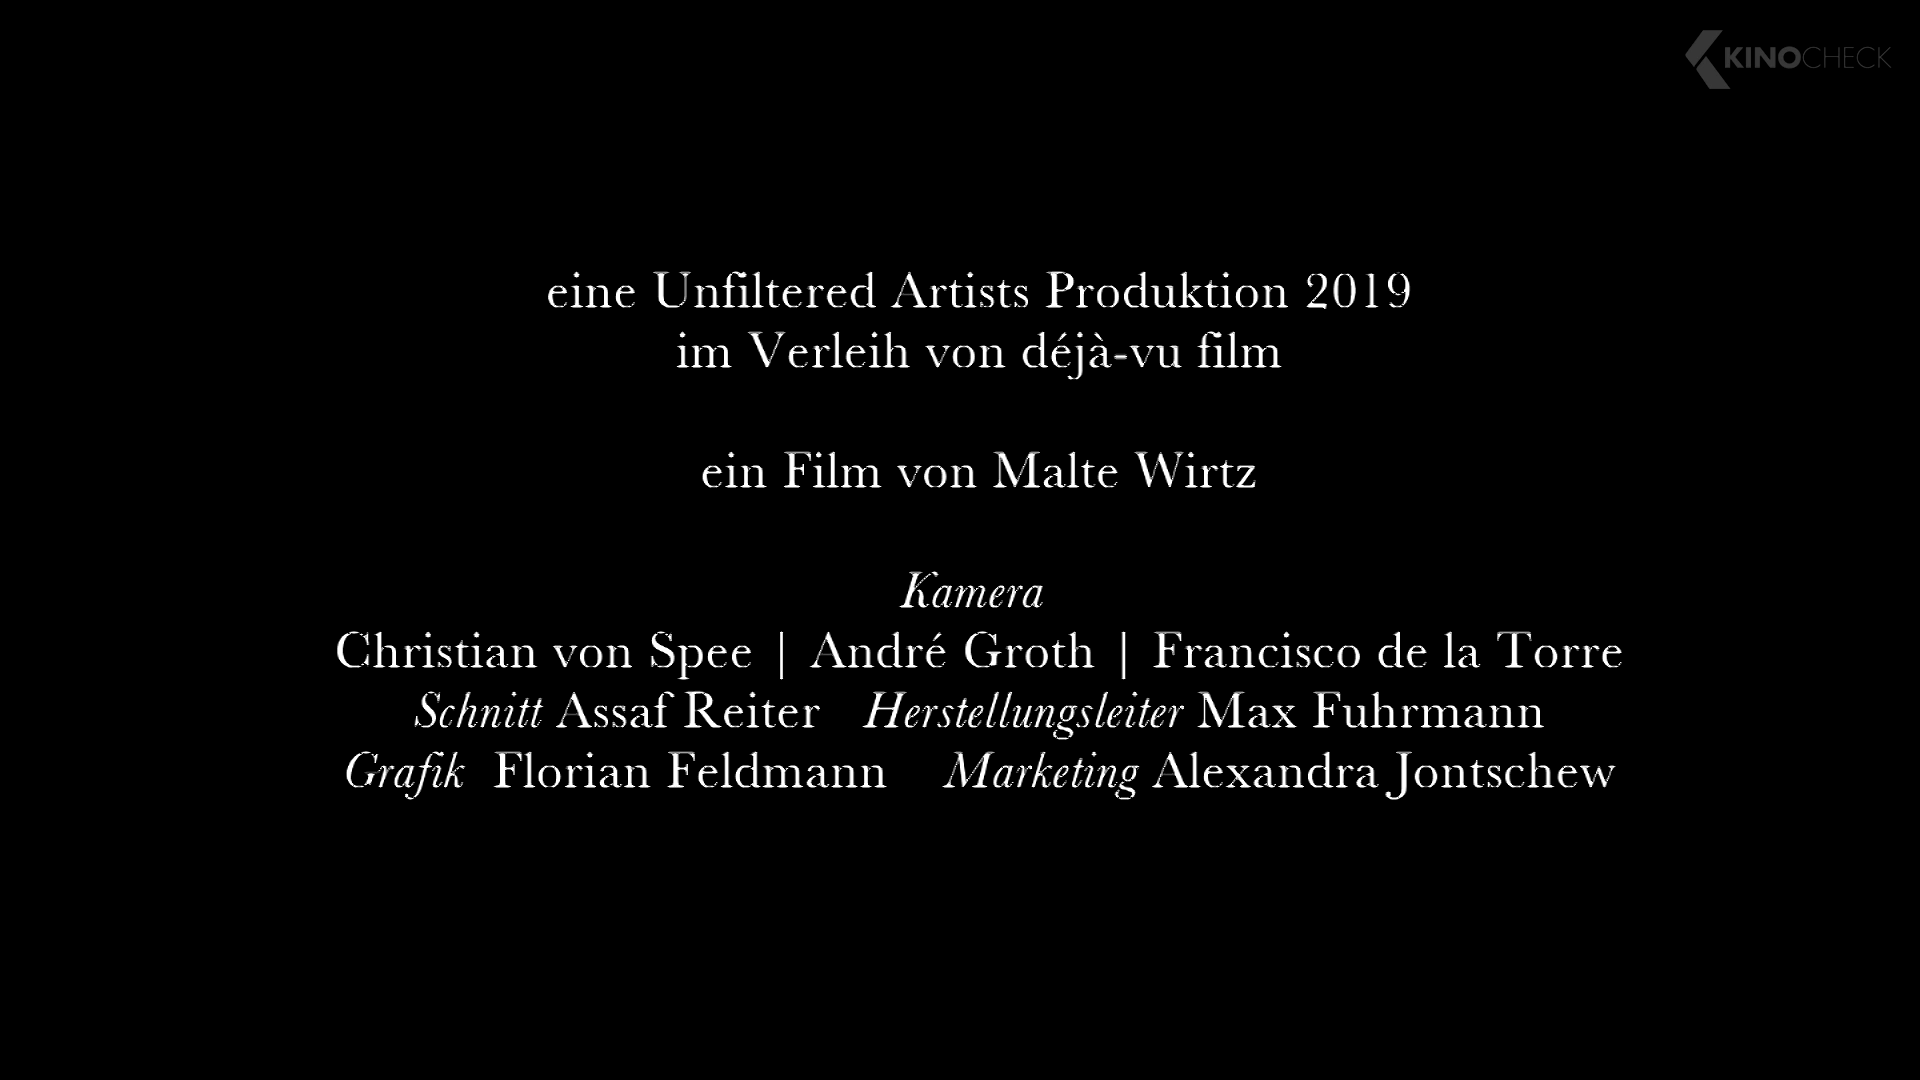 KINOCHECK
eine Unfiltered Artists Produktion 2019
im Verleih von déjà-vu film
ein Film von Malte Wirtz
Kamera
Christian von Spee | André Groth | Francisco de la Torre
Schnitt Assaf Reiter Herstellungsleiter Max Fuhrmann
Grafik Florian Feldmann Marketing Alexandra Jontschew